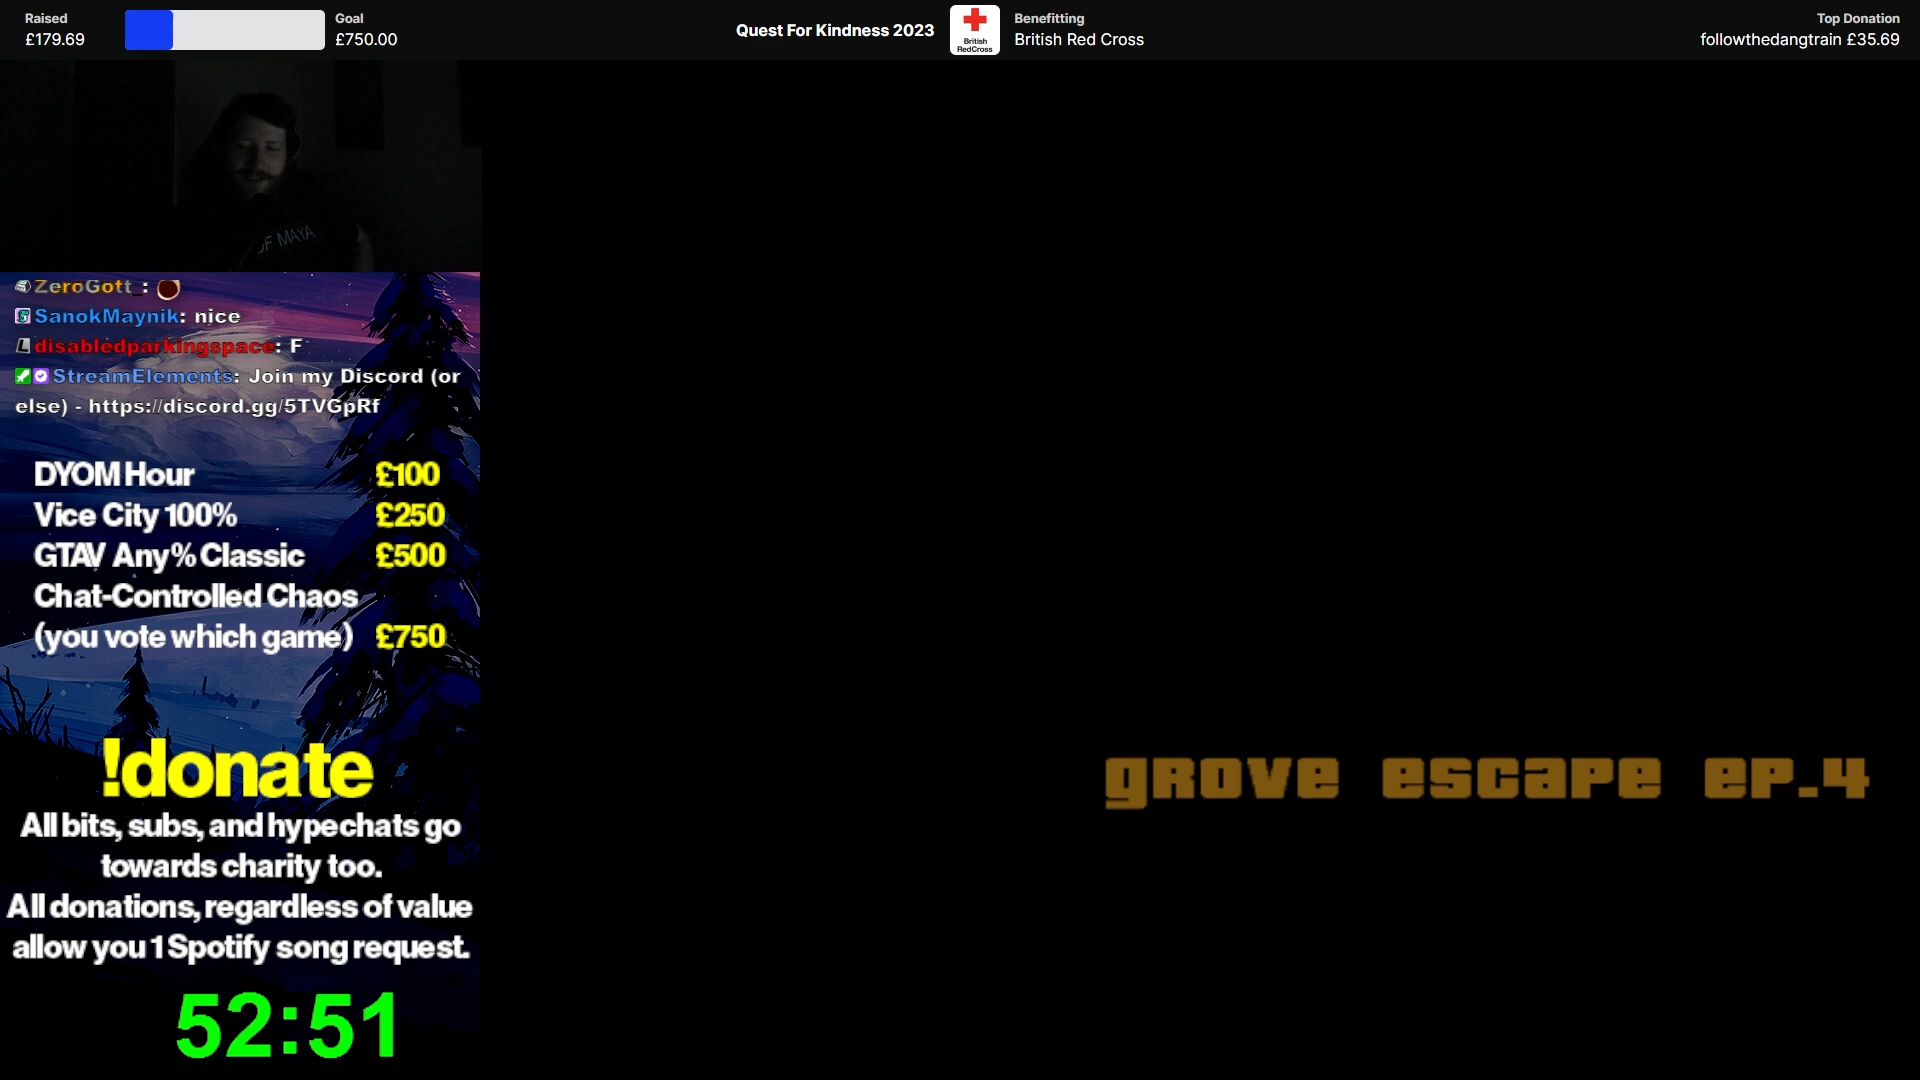 Raised
£179.69
Goal
£750.00
Quest For Kindness 2023
British
RedCross
Benefitting
British Red Cross
Top Donation
followthedangtrain £35.69
OF MAYA
ZeroGott_:
SanokMaynik: nice
disabledparkingspace: F
StreamElements: Join my Discord (or
else) - https://discord.gg/5TVGpRf
DYOM Hour £100
Vice City 100% £250
GTAV Any% Classic £500
Chat-Controlled Chaos
(you vote which game) £750
!donate
All bits, subs, and hypechats go
towards charity too.
All donations, regardless of value
allow you 1 Spotify song request.
52:51
grove escape ep.4